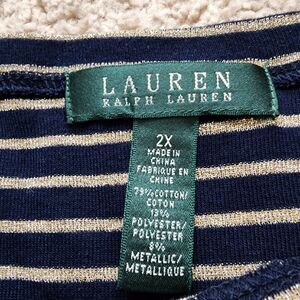 LAUREN
RALPH LAUREN
2X
MADE IN
CHINA
FABRIQUE EN
CHINE
79% COTTON/
COTON
13%
POLYESTER/
POLYESTER
8%
METALLIC/
METALLIQUE